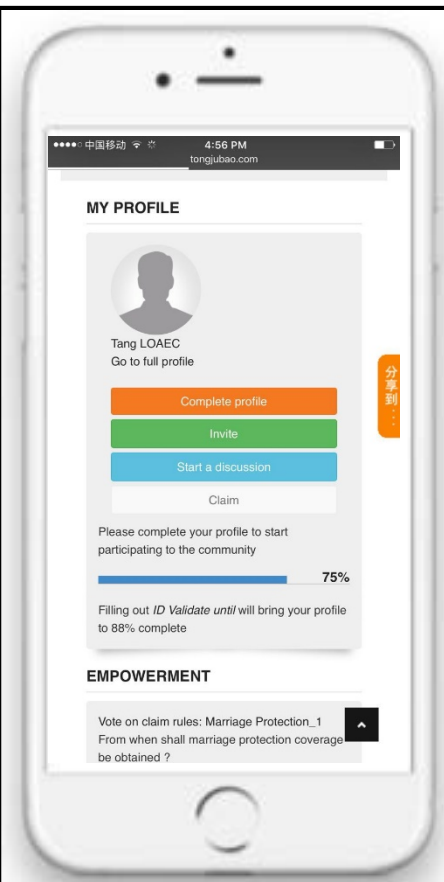 中国移动 4:56 PM
tongjubao.com
MY PROFILE
Tang LOAEC
Go to full profile
分享到...
Complete profile
Invite
Start a discussion
Claim
Please complete your profile to start
participating to the community
75%
Filling out ID Validate until will bring your profile
to 88% complete
EMPOWERMENT
Vote on claim rules: Marriage Protection_1
From when shall marriage protection coverage
be obtained ?